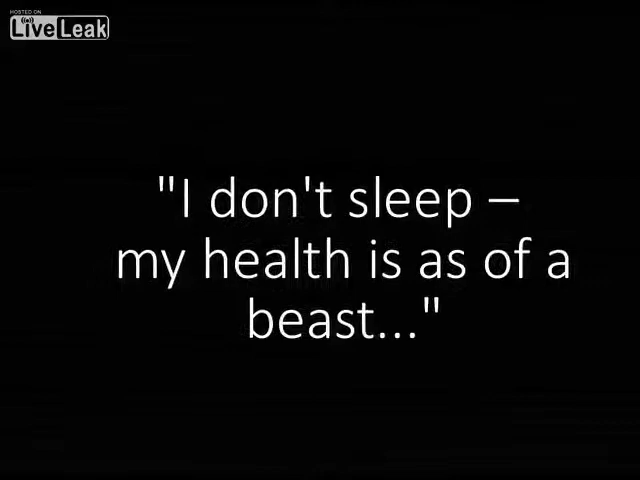 HOSTED ON
LiveLeak
"I don't sleep –
my health is as of a
beast..."